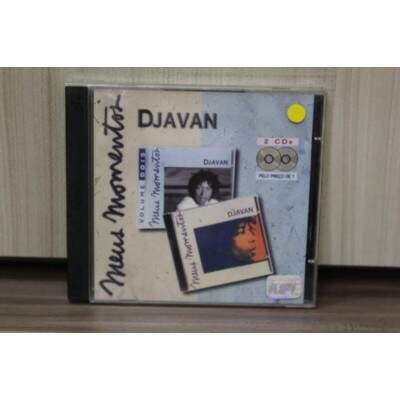 DJAVAN
Meus Momentos
2 CDs
PELO PREÇO DE 1
VOLUME DOIS
Meus Momentos
DJAVAN
Meus Momentos
DJAVAN